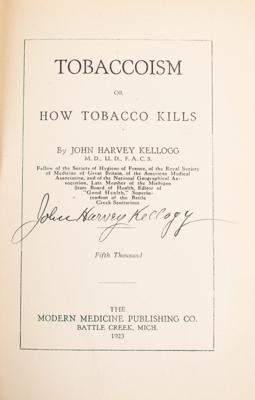 TOBACCOISM
OR
HOW TOBACCO KILLS
By JOHN HARVEY KELLOGG
M. D., LL. D., F. A. C. S.
Fellow of the Society of Hygiene of France, of the Royal Society
of Medicine of Great Britain, of the American Medical
Association, and of the National Geographical As-
sociation, Late Member of the Michigan
State Board of Health, Editor of
"Good Health," Superin-
tendent of the Battle
Creek Sanitarium
John Harvey Kellogg
Fifth Thousand
THE
MODERN MEDICINE PUBLISHING CO.
BATTLE CREEK, MICH.
1923